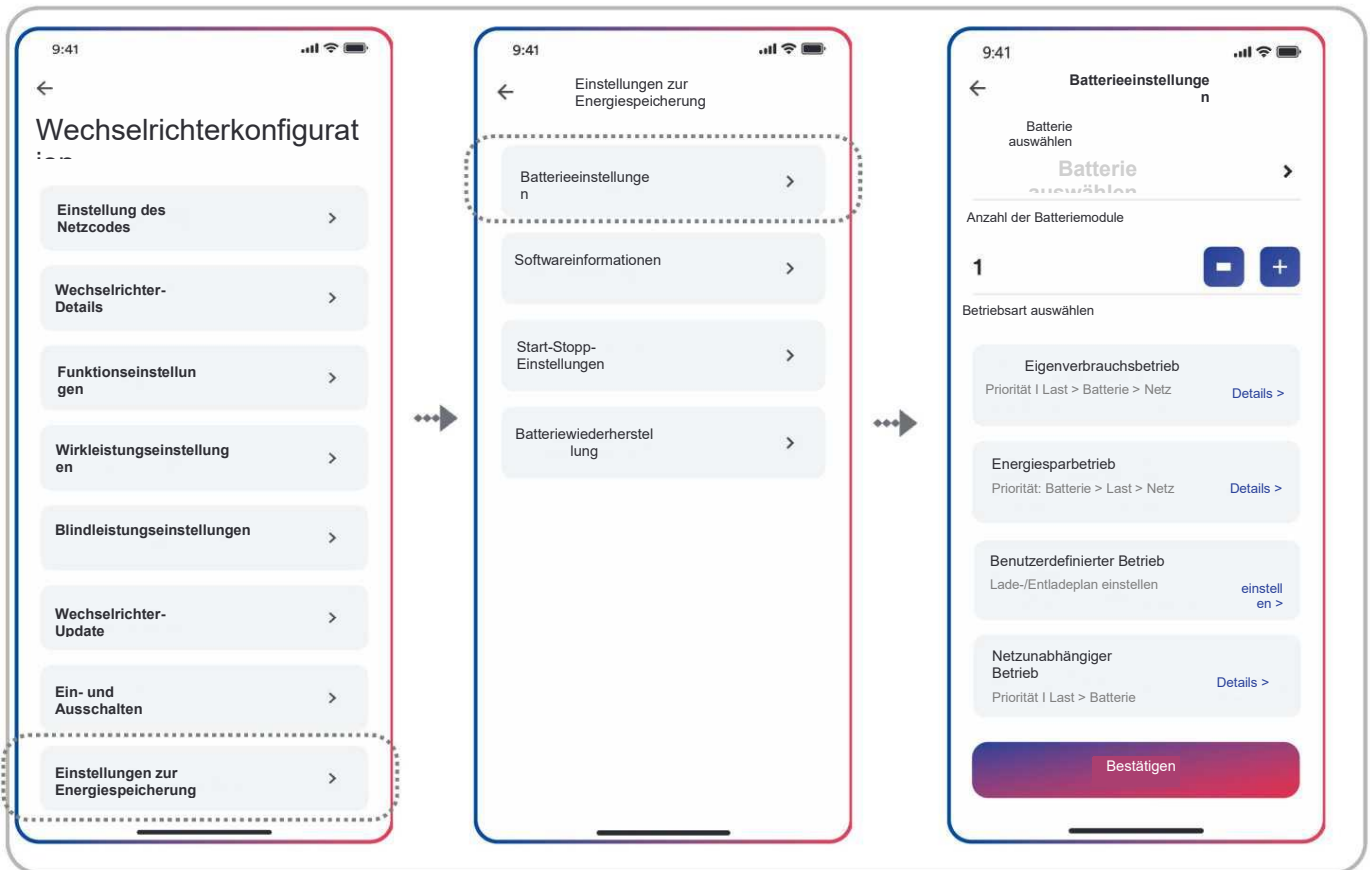 9:41
Wechselrichterkonfigurat
ion
Einstellung des
Netzcodes
Wechselrichter-
Details
Funktionseinstellun
gen
Wirkleistungseinstellung
en
Blindleistungseinstellungen
Wechselrichter-
Update
Ein- und
Ausschalten
Einstellungen zur
Energiespeicherung
9:41
Einstellungen zur
Energiespeicherung
Batterieeinstellunge
n
Softwareinformationen
Start-Stopp-
Einstellungen
Batteriewiederherstel
lung
9:41
Batterieeinstellunge
n
Batterie
auswählen
Batterie
auswählen
Anzahl der Batteriemodule
1
- +
Betriebsart auswählen
Eigenverbrauchsbetrieb
Priorität I Last > Batterie > Netz
Details >
Energiesparbetrieb
Priorität: Batterie > Last > Netz
Details >
Benutzerdefinierter Betrieb
Lade-/Entladeplan einstellen
einstell
en >
Netzunabhängiger
Betrieb
Priorität I Last > Batterie
Details >
Bestätigen